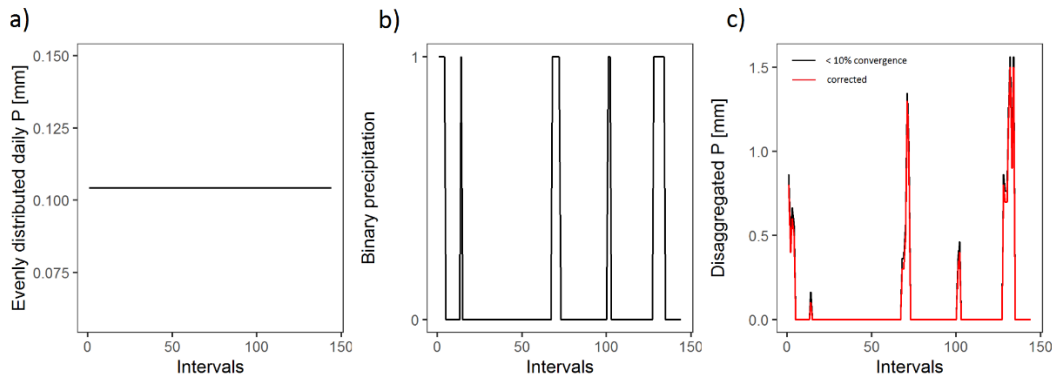 a)
Evenly distributed daily P [mm]
0.150
0.125
0.100
0.075
0
50
100
150
Intervals
b)
Binary precipitation
1
0
0
50
100
150
Intervals
c)
Disaggregated P [mm]
1.5
1.0
0.5
0.0
< 10% convergence
corrected
0
50
100
150
Intervals